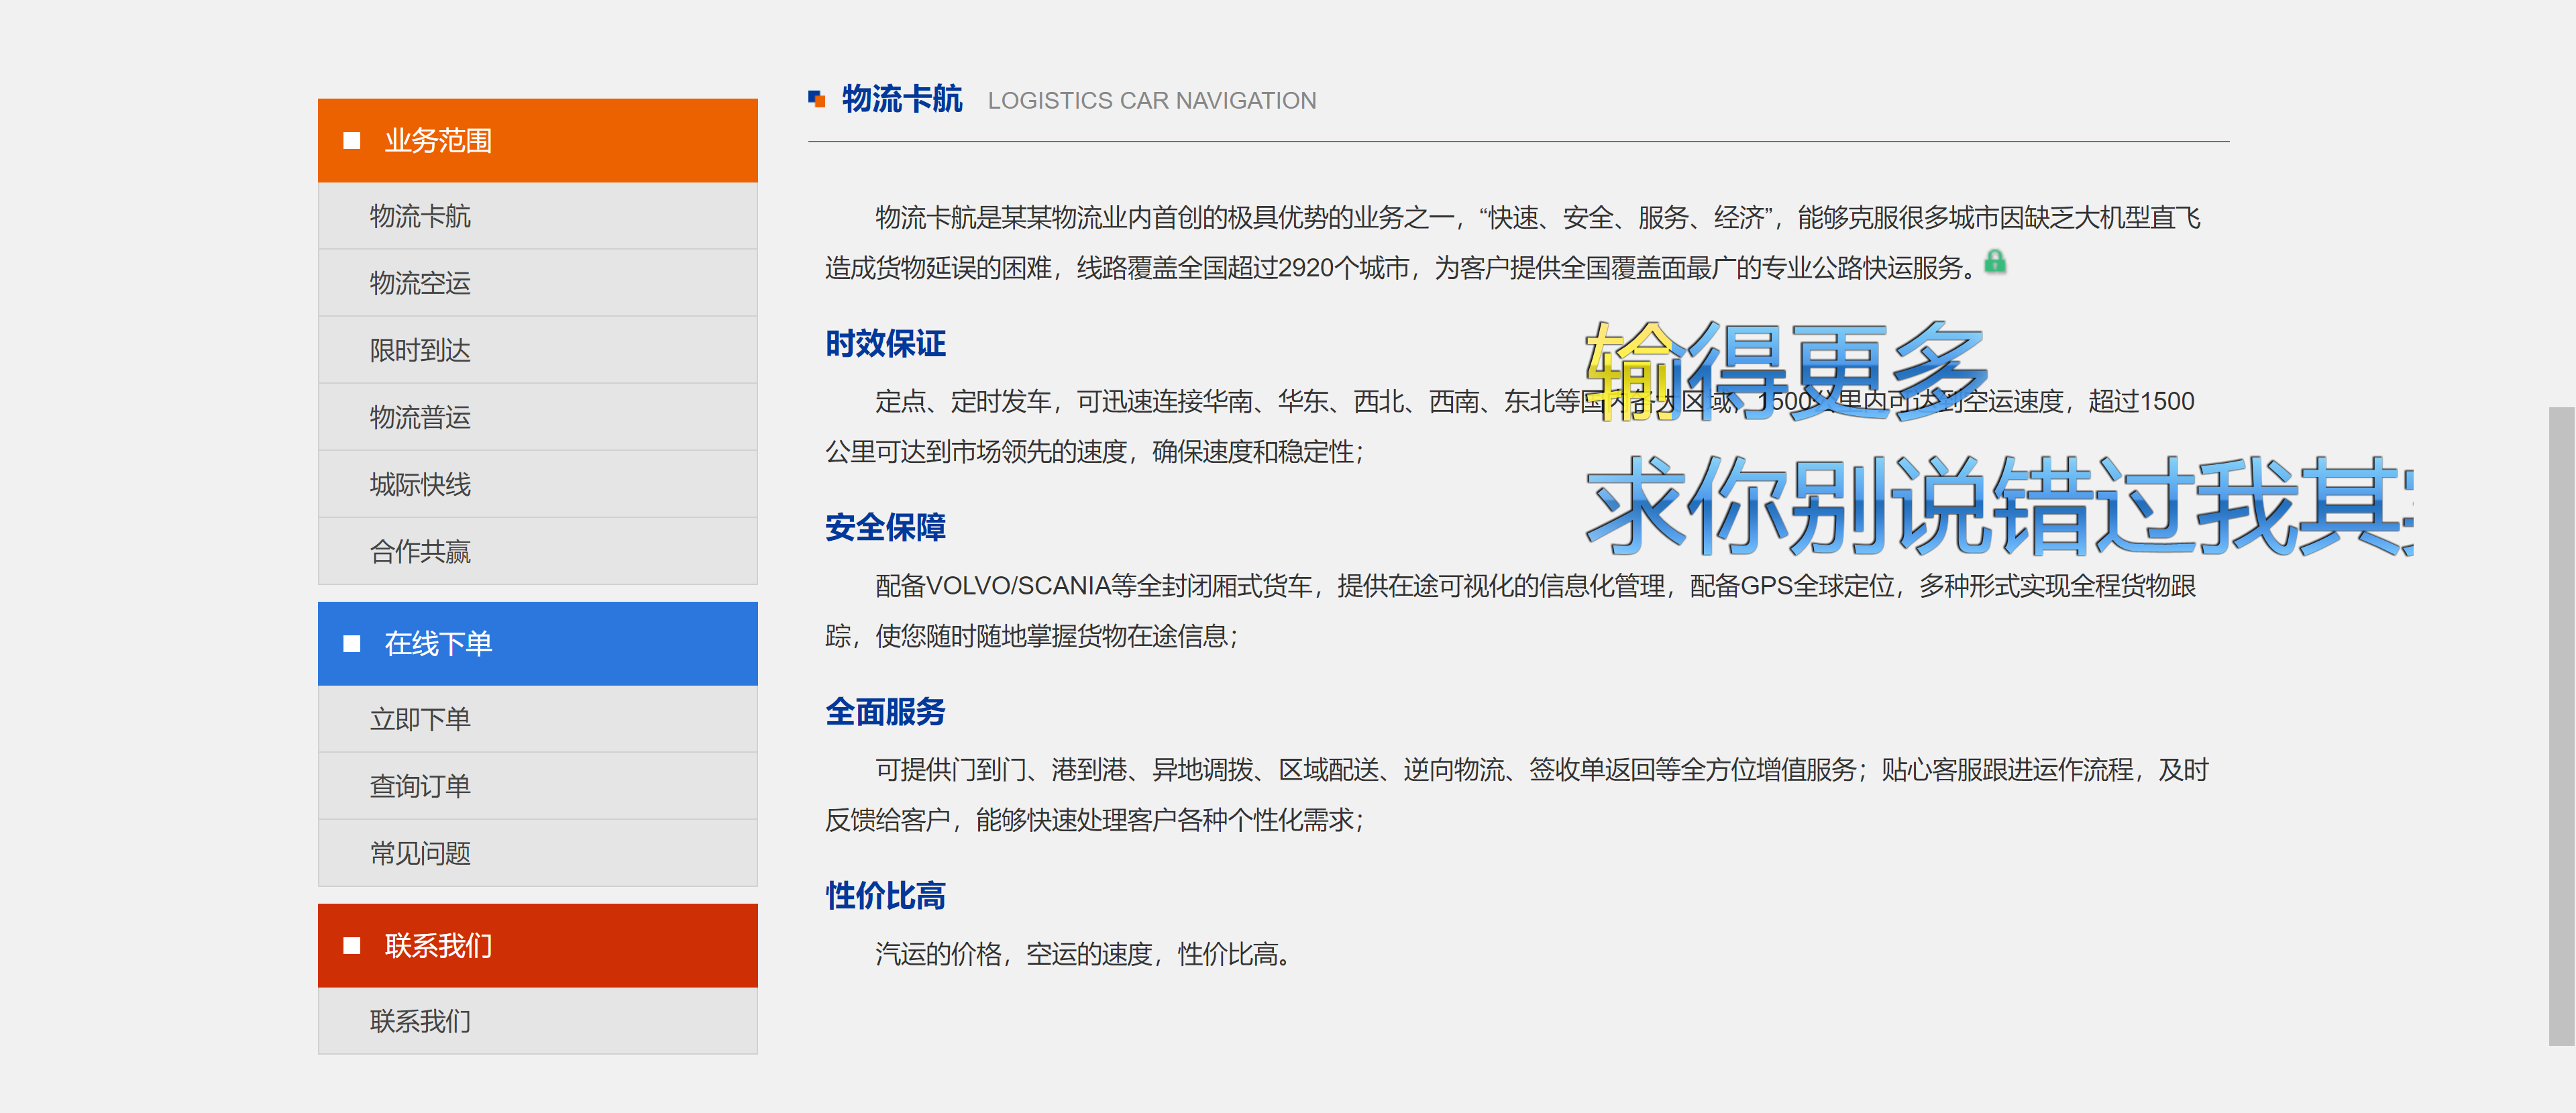 业务范围
物流卡航
物流空运
限时到达
物流普运
城际快线
合作共赢
在线下单
立即下单
查询订单
常见问题
联系我们
联系我们
物流卡航 LOGISTICS CAR NAVIGATION
物流卡航是某某物流业内首创的极具优势的业务之一，“快速、安全、服务、经济”，能够克服很多城市因缺乏大机型直飞
造成货物延误的困难，线路覆盖全国超过2920个城市，为客户提供全国覆盖面最广的专业公路快运服务。
时效保证
定点、定时发车，可迅速连接华南、华东、西北、西南、东北等国内各大区域，1500公里内可达到空运速度，超过1500
公里可达到市场领先的速度，确保速度和稳定性；
安全保障
配备VOLVO/SCANIA等全封闭厢式货车，提供在途可视化的信息化管理，配备GPS全球定位，多种形式实现全程货物跟
踪，使您随时随地掌握货物在途信息；
全面服务
可提供门到门、港到港、异地调拨、区域配送、逆向物流、签收单返回等全方位增值服务；贴心客服跟进运作流程，及时
反馈给客户，能够快速处理客户各种个性化需求；
性价比高
汽运的价格，空运的速度，性价比高。
输得更多
求你别说错过我其